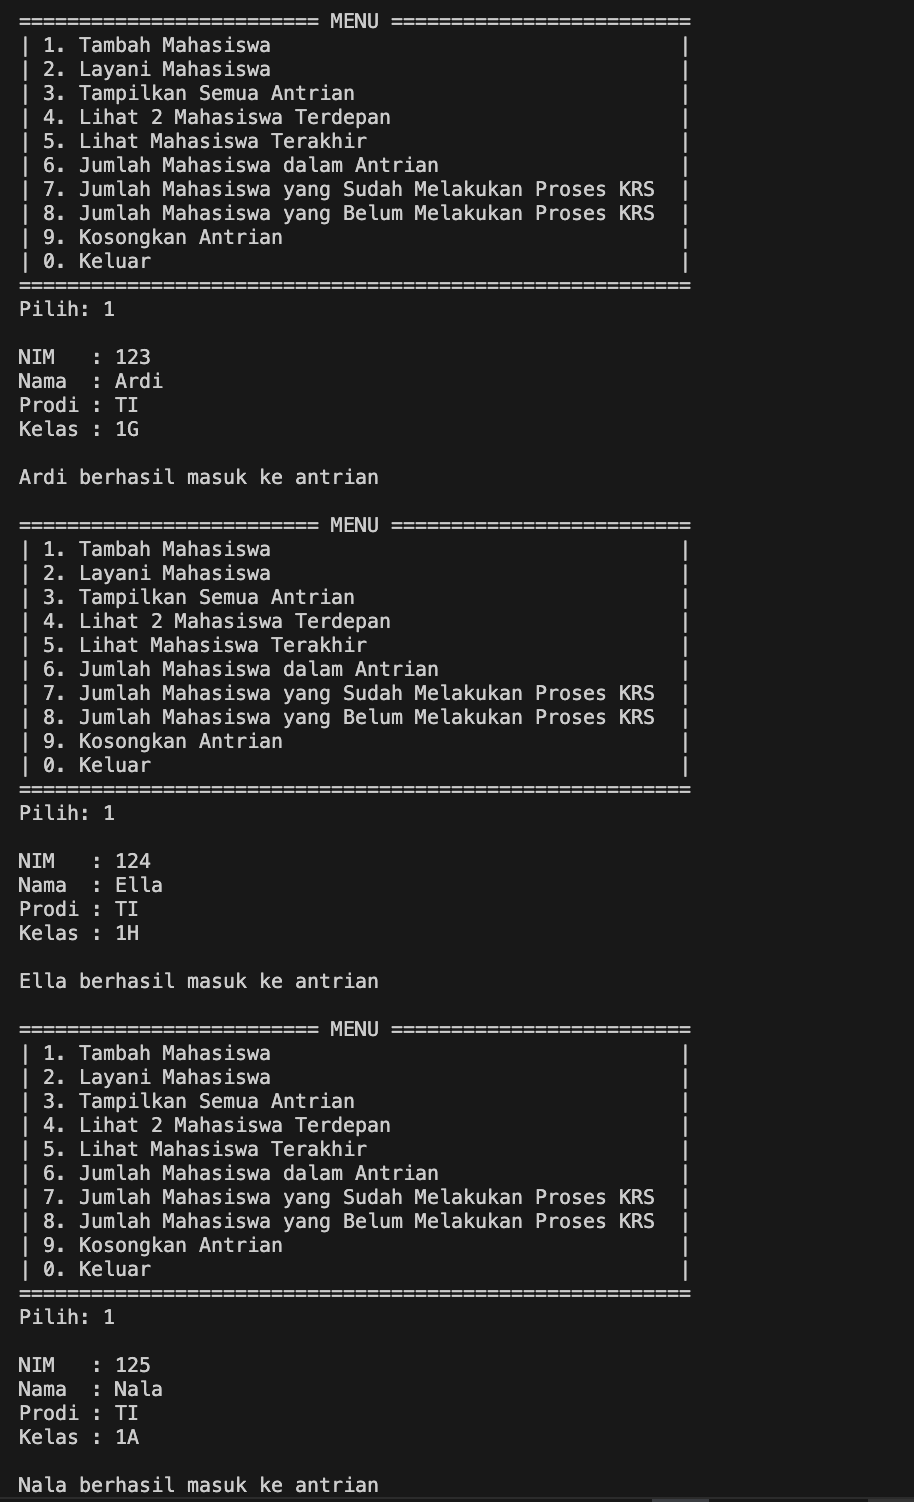 ========================= MENU =========================
| 1. Tambah Mahasiswa                                  |
| 2. Layani Mahasiswa                                  |
| 3. Tampilkan Semua Antrian                           |
| 4. Lihat 2 Mahasiswa Terdepan                        |
| 5. Lihat Mahasiswa Terakhir                          |
| 6. Jumlah Mahasiswa dalam Antrian                    |
| 7. Jumlah Mahasiswa yang Sudah Melakukan Proses KRS  |
| 8. Jumlah Mahasiswa yang Belum Melakukan Proses KRS  |
| 9. Kosongkan Antrian                                 |
| 0. Keluar                                            |
========================================================
Pilih: 1

NIM   : 123
Nama  : Ardi
Prodi : TI
Kelas : 1G

Ardi berhasil masuk ke antrian

========================= MENU =========================
| 1. Tambah Mahasiswa                                  |
| 2. Layani Mahasiswa                                  |
| 3. Tampilkan Semua Antrian                           |
| 4. Lihat 2 Mahasiswa Terdepan                        |
| 5. Lihat Mahasiswa Terakhir                          |
| 6. Jumlah Mahasiswa dalam Antrian                    |
| 7. Jumlah Mahasiswa yang Sudah Melakukan Proses KRS  |
| 8. Jumlah Mahasiswa yang Belum Melakukan Proses KRS  |
| 9. Kosongkan Antrian                                 |
| 0. Keluar                                            |
========================================================
Pilih: 1

NIM   : 124
Nama  : Ella
Prodi : TI
Kelas : 1H

Ella berhasil masuk ke antrian

========================= MENU =========================
| 1. Tambah Mahasiswa                                  |
| 2. Layani Mahasiswa                                  |
| 3. Tampilkan Semua Antrian                           |
| 4. Lihat 2 Mahasiswa Terdepan                        |
| 5. Lihat Mahasiswa Terakhir                          |
| 6. Jumlah Mahasiswa dalam Antrian                    |
| 7. Jumlah Mahasiswa yang Sudah Melakukan Proses KRS  |
| 8. Jumlah Mahasiswa yang Belum Melakukan Proses KRS  |
| 9. Kosongkan Antrian                                 |
| 0. Keluar                                            |
========================================================
Pilih: 1

NIM   : 125
Nama  : Nala
Prodi : TI
Kelas : 1A

Nala berhasil masuk ke antrian